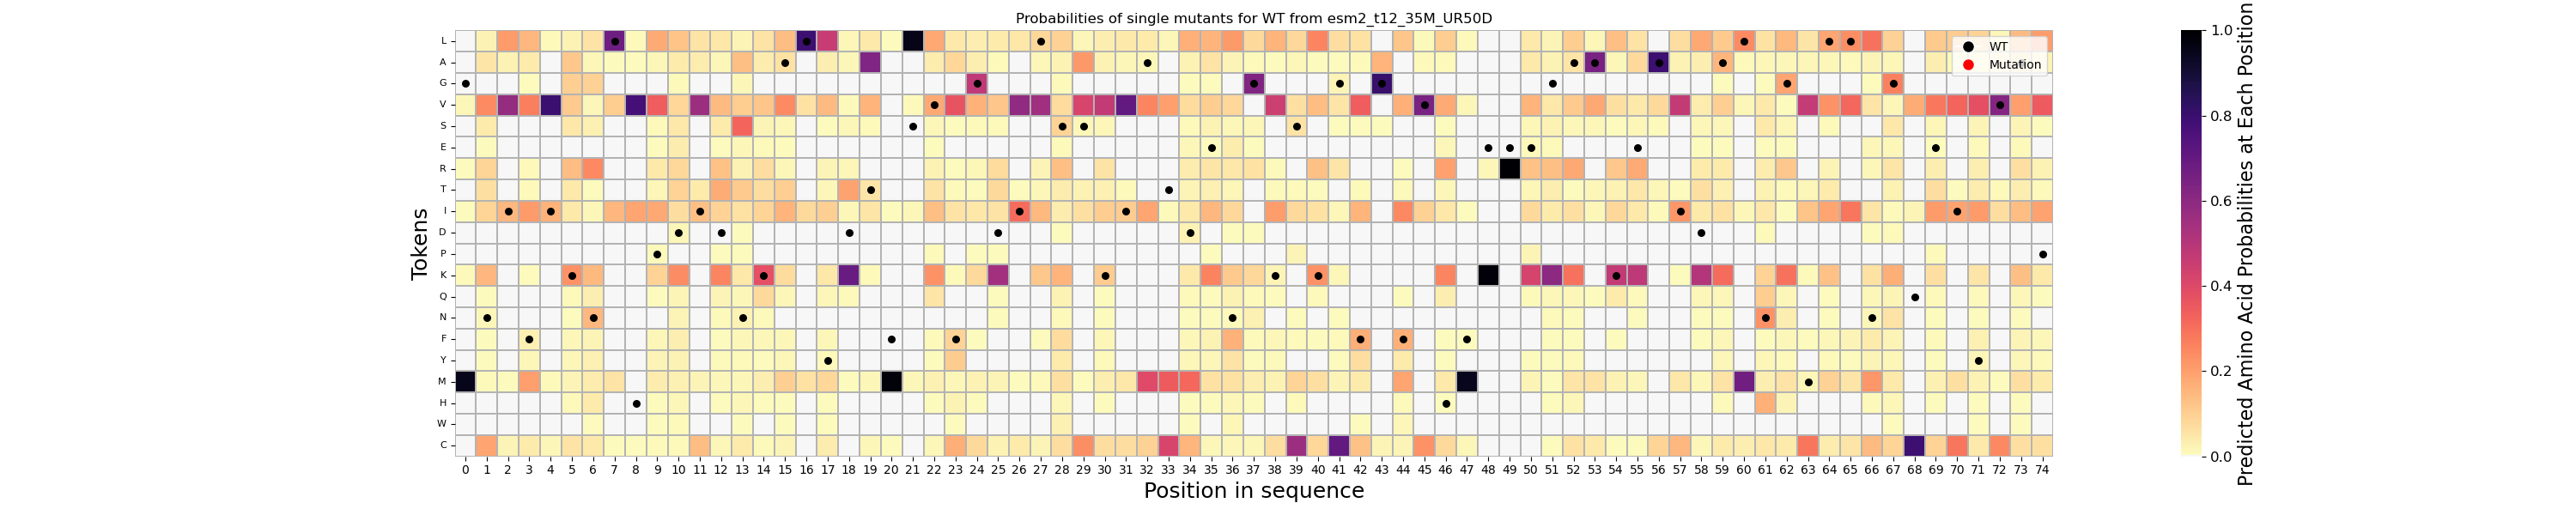 Probabilities of single mutants for WT from esm2_t12_35M_UR50D
L
A
G
V
S
E
R
T
I
D
P
K
Q
N
F
Y
M
H
W
C
Tokens
0 1 2 3 4 5 6 7 8 9 10 11 12 13 14 15 16 17 18 19 20 21 22 23 24 25 26 27 28 29 30 31 32 33 34 35 36 37 38 39 40 41 42 43 44 45 46 47 48 49 50 51 52 53 54 55 56 57 58 59 60 61 62 63 64 65 66 67 68 69 70 71 72 73 74
Position in sequence
WT
Mutation
1.0
0.8
0.6
0.4
0.2
0.0
Predicted Amino Acid Probabilities at Each Position